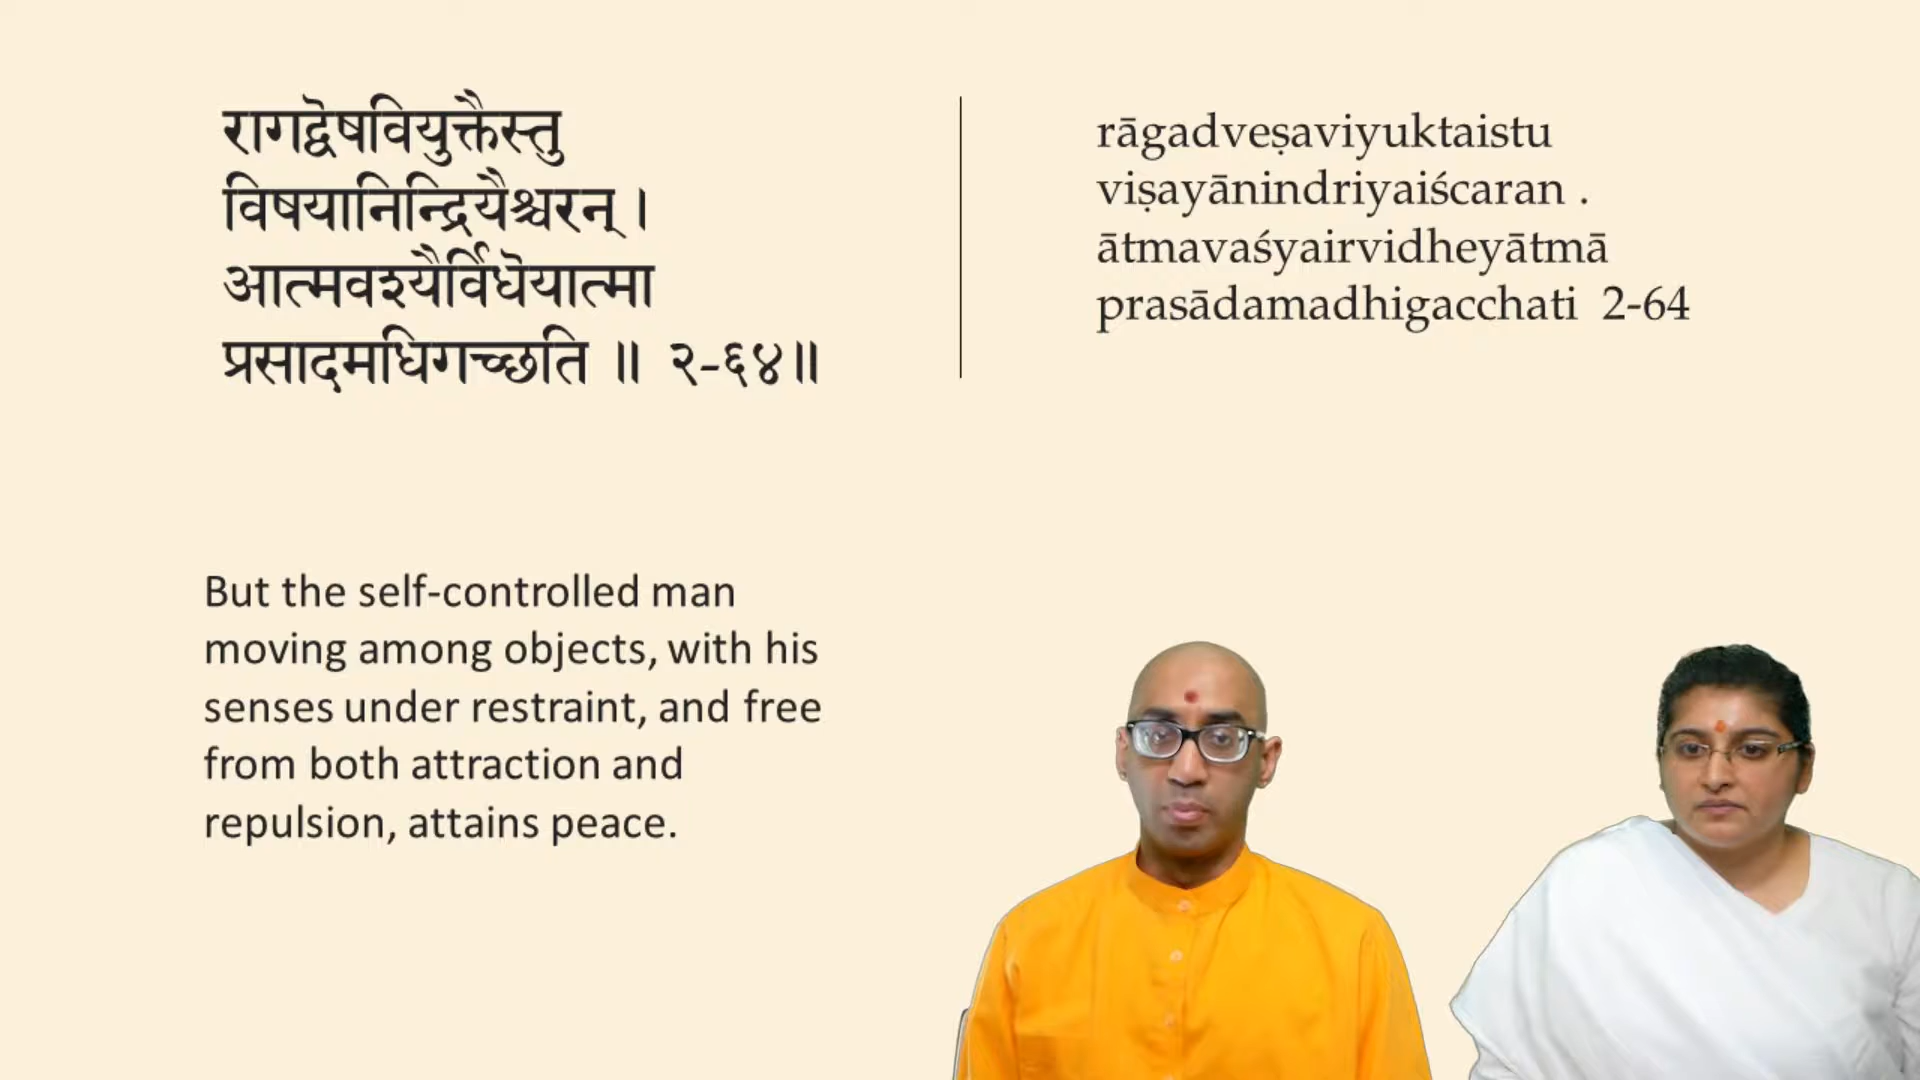 रागद्वॆषवियुक्तैस्तु
विषयानिन्द्रियैश्चरन् ।
आत्मवश्यैर्विधॆयात्मा
प्रसादमधिगच्छति ॥ २-६४॥
rāgadveṣaviyuktaistu
viṣayānindriyaiścaran .
ātmavaśyairvidheyātmā
prasādamadhigacchati 2-64
But the self-controlled man
moving among objects, with his
senses under restraint, and free
from both attraction and
repulsion, attains peace.